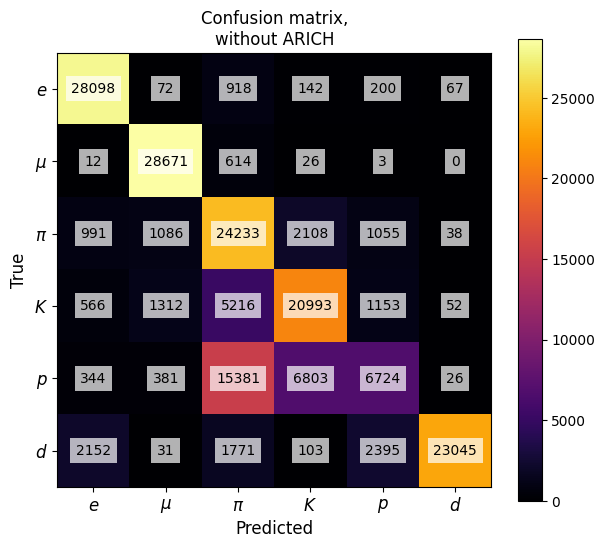 Confusion matrix,
without ARICH
e 28098 72 918 142 200 67
μ 12 28671 614 26 3 0
π 991 1086 24233 2108 1055 38
K 566 1312 5216 20993 1153 52
p 344 381 15381 6803 6724 26
d 2152 31 1771 103 2395 23045
e μ π K p d
Predicted
True
25000
20000
15000
10000
5000
0